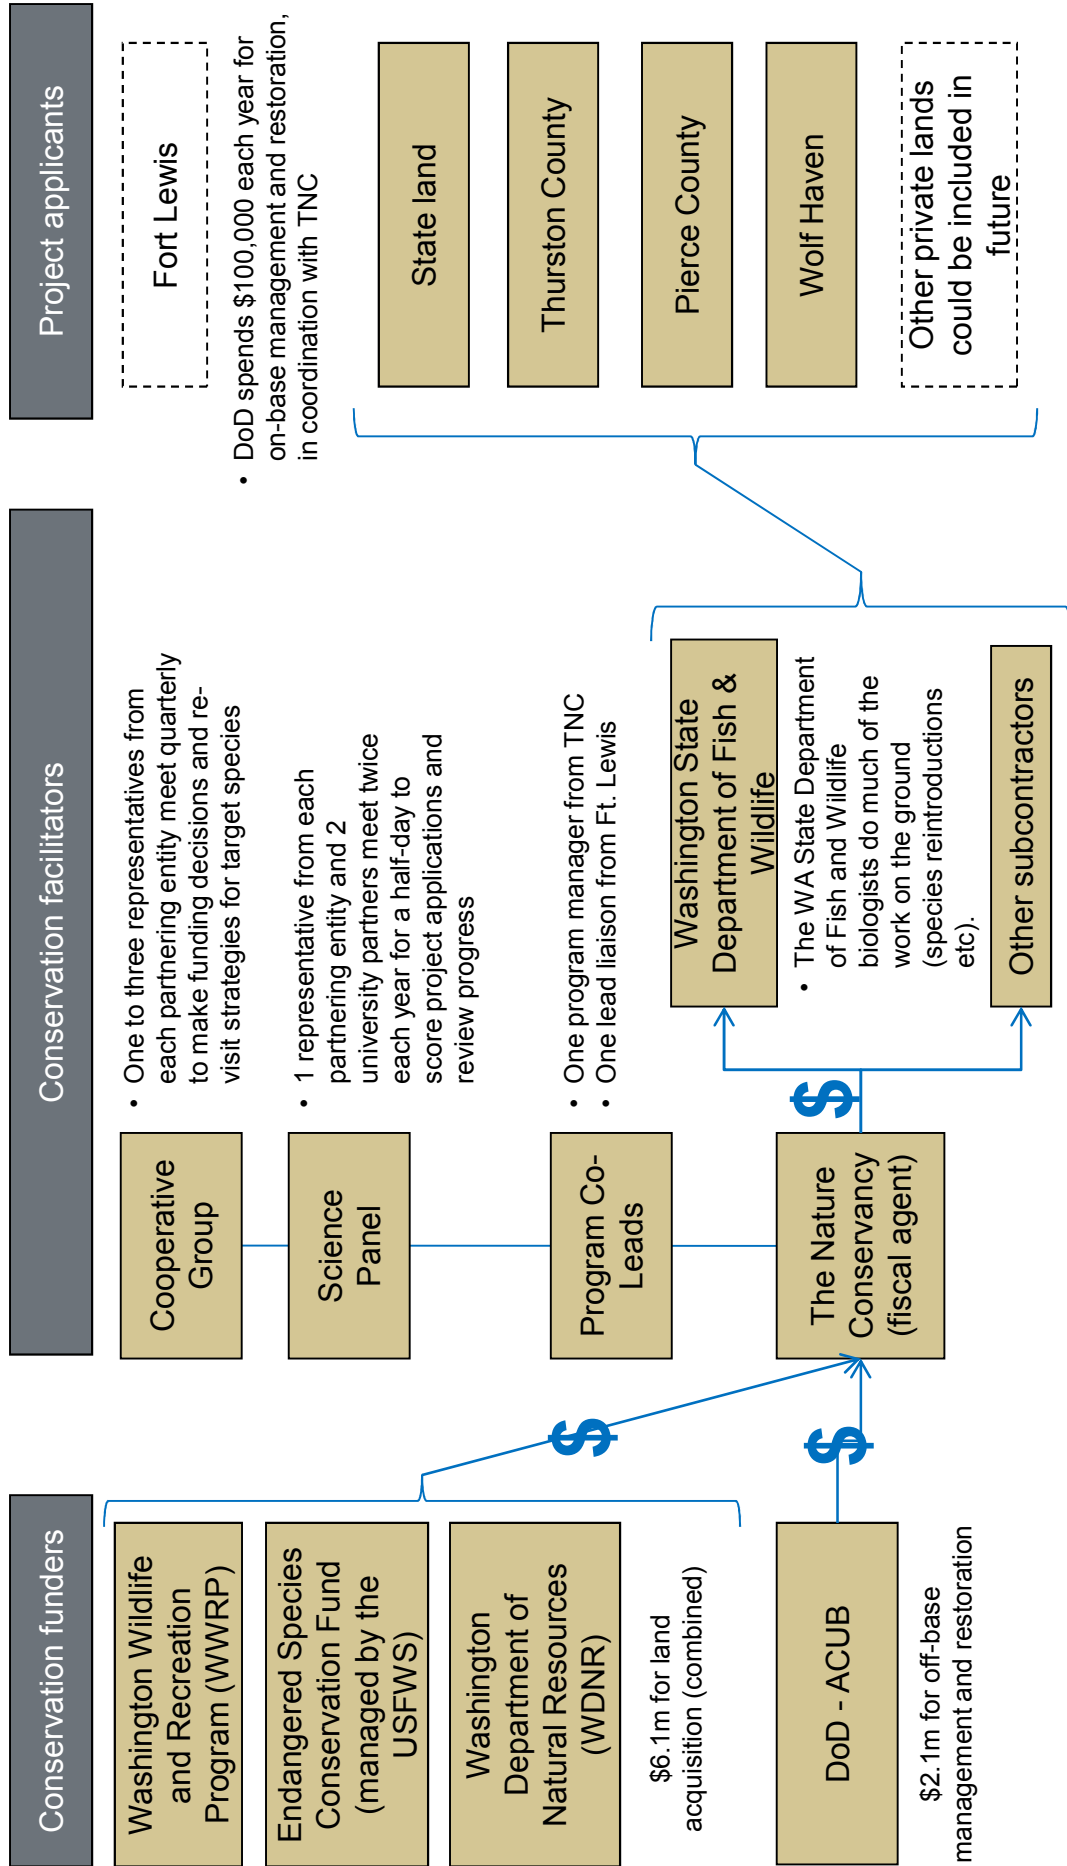 Conservation funders
Washington Wildlife
and Recreation
Program (WWRP)
Endangered Species
Conservation Fund
(managed by the
USFWS)
Washington
Department of
Natural Resources
(WDNR)
$6.1m for land
acquisition (combined)
DoD - ACUB
$2.1m for off-base
management and restoration
$
$
Conservation facilitators
Cooperative
Group
• One to three representatives from
each partnering entity meet quarterly
to make funding decisions and re-
visit strategies for target species
Science
Panel
• 1 representative from each
partnering entity and 2
university partners meet twice
each year for a half-day to
score project applications and
review progress
Program Co-
Leads
• One program manager from TNC
• One lead liaison from Ft. Lewis
The Nature
Conservancy
(fiscal agent)
$
Washington State
Department of Fish &
Wildlife
• The WA State Department
of Fish and Wildlife
biologists do much of the
work on the ground
(species reintroductions
etc).
Other subcontractors
Project applicants
Fort Lewis
• DoD spends $100,000 each year for
on-base management and restoration,
in coordination with TNC
State land
Thurston County
Pierce County
Wolf Haven
Other private lands
could be included in
future